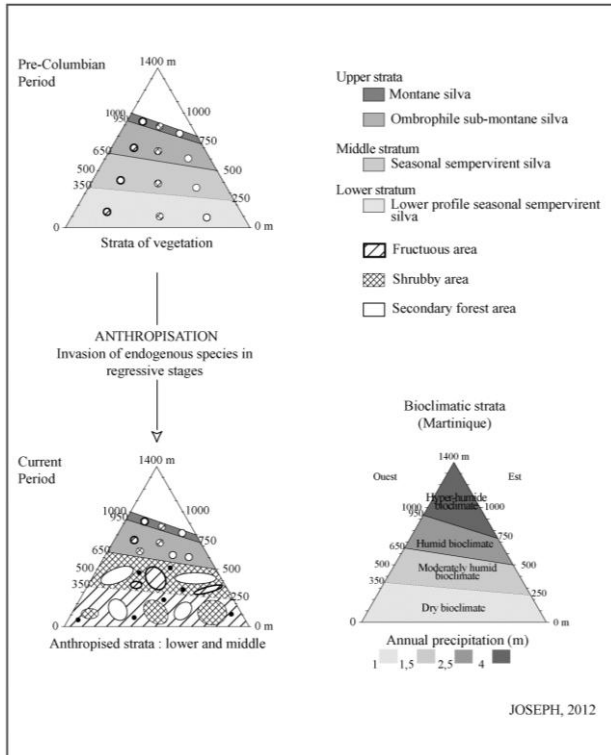 Pre-Columbian
Period
1400 m
1000
950
650
500
350
0
1000
750
500
250
0 m
Strata of vegetation
Upper strata
Montane silva
Ombrophile sub-montane silva
Middle stratum
Seasonal sempervirent silva
Lower stratum
Lower profile seasonal sempervirent
silva
Fructuous area
Shrubby area
Secondary forest area
ANTHROPISATION
Invasion of endogenous species in
regressive stages
Current
Period
1400 m
1000
950
650
500
350
0
1000
750
500
250
0 m
Anthropised strata : lower and middle
Bioclimatic strata
(Martinique)
1400 m
Ouest
Est
1000
950
650
500
350
0
1000
750
500
250
0 m
Hyper-humide
bioclimate
Humid bioclimate
Moderately humid
bioclimate
Dry bioclimate
Annual precipitation (m)
1 1,5 2,5 4
JOSEPH, 2012